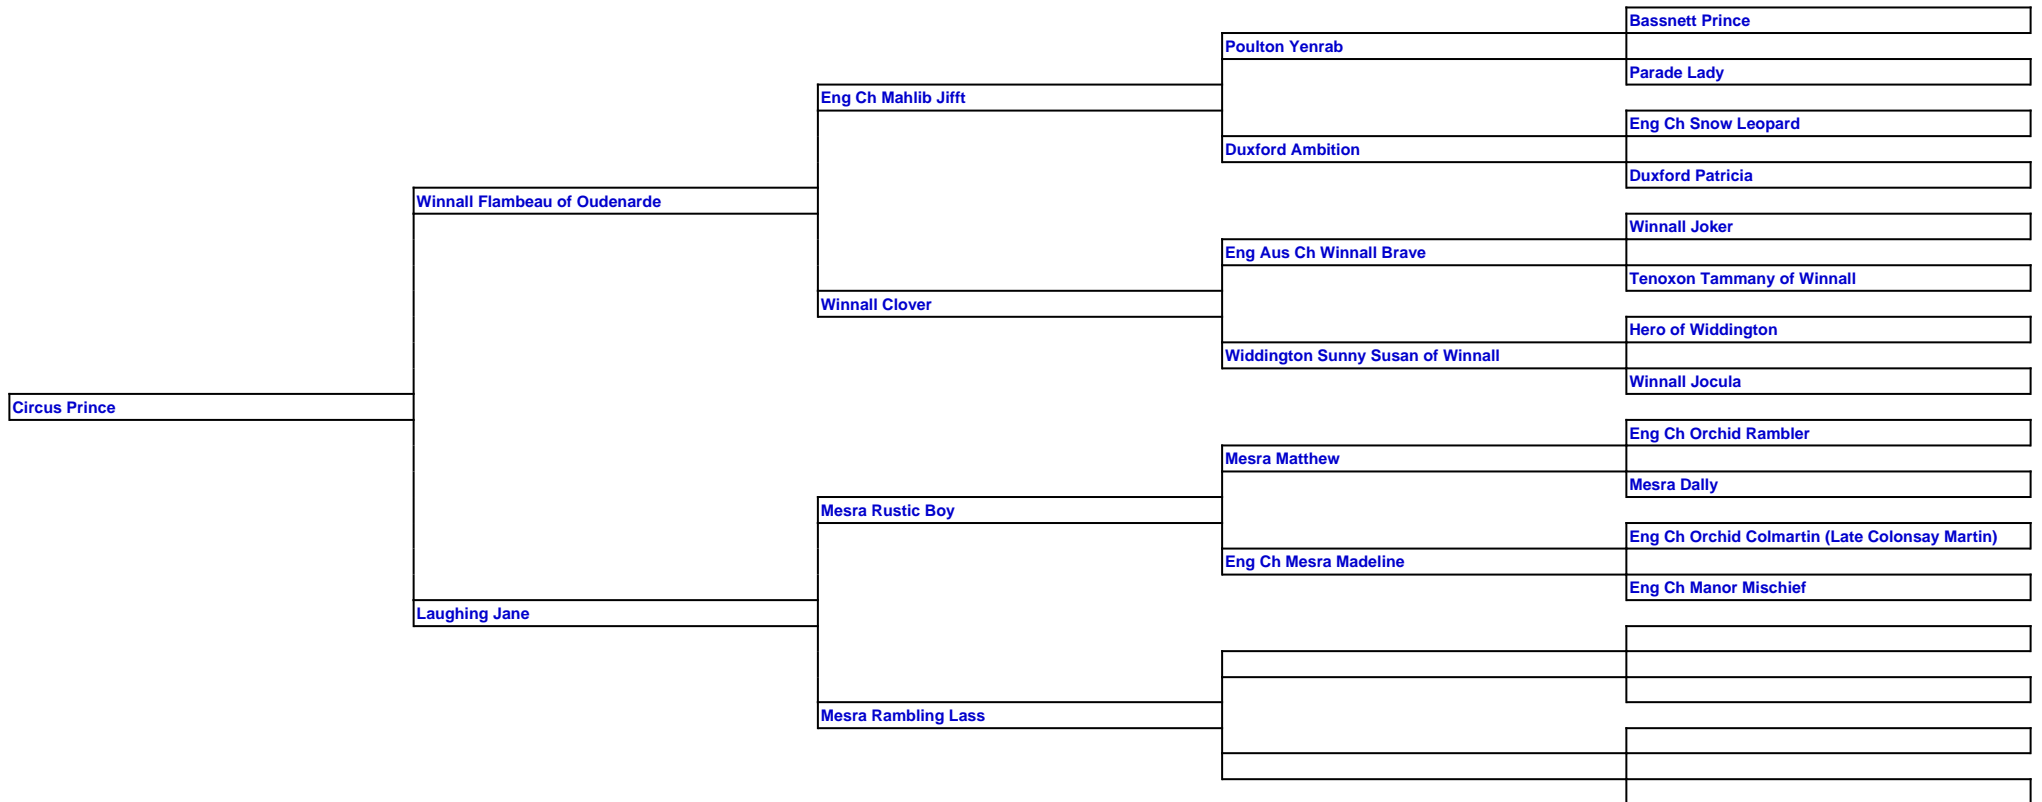 Bassnett Prince
Poulton Yenrab
Parade Lady
Eng Ch Mahlib Jifft
Eng Ch Snow Leopard
Duxford Ambition
Duxford Patricia
Winnall Flambeau of Oudenarde
Winnall Joker
Eng Aus Ch Winnall Brave
Tenoxon Tammany of Winnall
Winnall Clover
Hero of Widdington
Widdington Sunny Susan of Winnall
Winnall Jocula
Circus Prince
Eng Ch Orchid Rambler
Mesra Matthew
Mesra Dally
Mesra Rustic Boy
Eng Ch Orchid Colmartin (Late Colonsay Martin)
Eng Ch Mesra Madeline
Eng Ch Manor Mischief
Laughing Jane
Mesra Rambling Lass